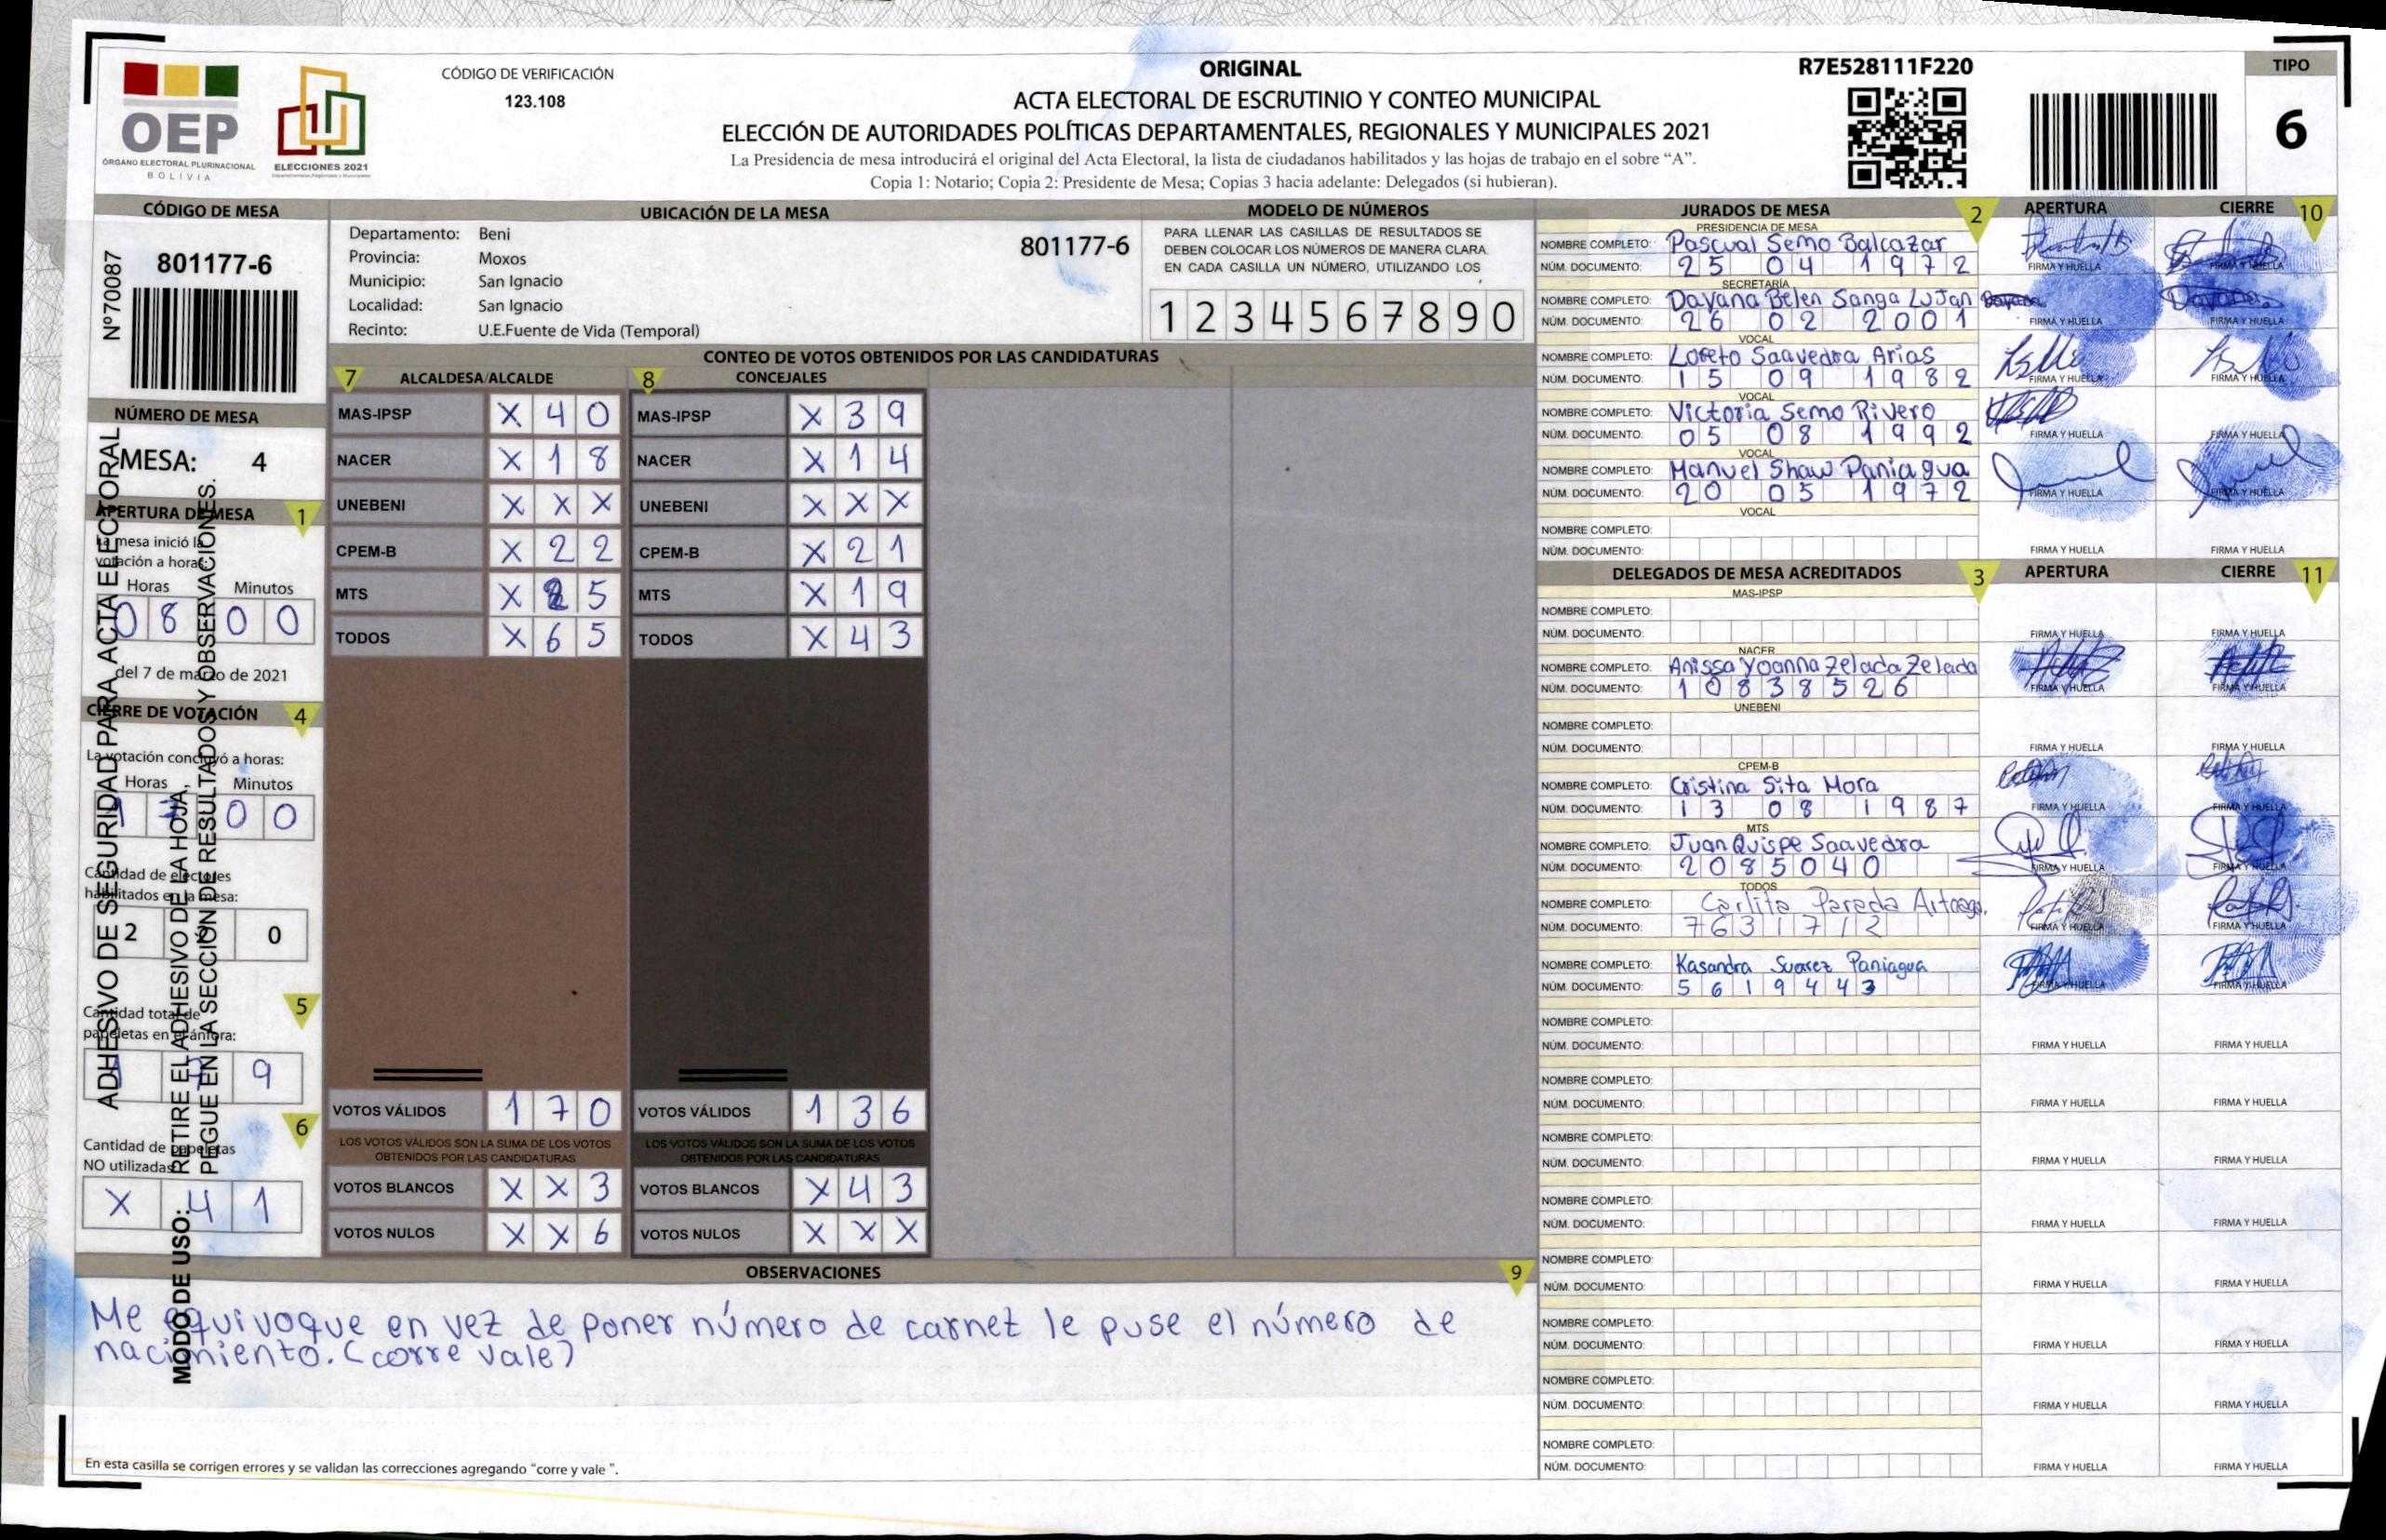 ORIGINAL
R7E528111F220
TIPO
6
OEP
ÓRGANO ELECTORAL PLURINACIONAL
BOLIVIA
ELECCIONES 2021
CÓDIGO DE VERIFICACIÓN
123.108
ACTA ELECTORAL DE ESCRUTINIO Y CONTEO MUNICIPAL
ELECCIÓN DE AUTORIDADES POLÍTICAS DEPARTAMENTALES, REGIONALES Y MUNICIPALES 2021
La Presidencia de mesa introducirá el original del Acta Electoral, la lista de ciudadanos habilitados y las hojas de trabajo en el sobre “A”.
Copia 1: Notario; Copia 2: Presidente de Mesa; Copias 3 hacia adelante: Delegados (si hubieran).
CÓDIGO DE MESA
Nº70087
801177-6
NÚMERO DE MESA
MESA: 4
APERTURA DE MESA 1
La mesa inició la
votación a horas:
Horas Minutos
0 8 0 0
del 7 de marzo de 2021
CIERRE DE VOTACIÓN 4
La votación concluyó a horas:
Horas Minutos
1 7 0 0
Cantidad de electores
habilitados en la mesa:
2 2 0
5
Cantidad total de
papeletas en el ánfora:
1 7 9
6
Cantidad de papeletas
NO utilizadas:
X 4 1
ADHESIVO DE SEGURIDAD PARA ACTA ELECTORAL
MODO DE USO: RETIRE EL ADHESIVO DE LA HOJA,
PEGUE EN LA SECCIÓN DE RESULTADOS Y OBSERVACIONES.
UBICACIÓN DE LA MESA
Departamento: Beni
Provincia: Moxos
Municipio: San Ignacio
Localidad: San Ignacio
Recinto: U.E.Fuente de Vida (Temporal)
801177-6
MODELO DE NÚMEROS
PARA LLENAR LAS CASILLAS DE RESULTADOS SE
DEBEN COLOCAR LOS NÚMEROS DE MANERA CLARA.
EN CADA CASILLA UN NÚMERO, UTILIZANDO LOS
1 2 3 4 5 6 7 8 9 0
CONTEO DE VOTOS OBTENIDOS POR LAS CANDIDATURAS
7 ALCALDESA/ALCALDE 8 CONCEJALES
MAS-IPSP X 4 0 MAS-IPSP X 3 9
NACER X 1 8 NACER X 1 4
UNEBENI X X X UNEBENI X X X
CPEM-B X 2 2 CPEM-B X 2 1
MTS X 2 5 MTS X 1 9
TODOS X 6 5 TODOS X 4 3
VOTOS VÁLIDOS 1 7 0 VOTOS VÁLIDOS 1 3 6
LOS VOTOS VÁLIDOS SON LA SUMA DE LOS VOTOS LOS VOTOS VÁLIDOS SON LA SUMA DE LOS VOTOS
OBTENIDOS POR LAS CANDIDATURAS OBTENIDOS POR LAS CANDIDATURAS
VOTOS BLANCOS X X 3 VOTOS BLANCOS X 4 3
VOTOS NULOS X X 6 VOTOS NULOS X X X
OBSERVACIONES 9
Me equivoque en vez de poner número de carnet le puse el número de
nacimiento. (corre vale)
En esta casilla se corrigen errores y se validan las correcciones agregando “corre y vale ”.
JURADOS DE MESA 2 APERTURA CIERRE 10
PRESIDENCIA DE MESA
NOMBRE COMPLETO: Pascual Semo Balcazar
NÚM. DOCUMENTO: 25 04 1972 FIRMA Y HUELLA FIRMA Y HUELLA
SECRETARÍA
NOMBRE COMPLETO: Dayana Belen Sanga Lujan
NÚM. DOCUMENTO: 26 02 2001 FIRMA Y HUELLA FIRMA Y HUELLA
VOCAL
NOMBRE COMPLETO: Loreto Saavedra Arias
NÚM. DOCUMENTO: 15 09 1982 FIRMA Y HUELLA FIRMA Y HUELLA
VOCAL
NOMBRE COMPLETO: Victoria Semo Rivero
NÚM. DOCUMENTO: 05 08 1992 FIRMA Y HUELLA FIRMA Y HUELLA
VOCAL
NOMBRE COMPLETO: Manuel Shaw Paniagua
NÚM. DOCUMENTO: 20 05 1972 FIRMA Y HUELLA FIRMA Y HUELLA
VOCAL
NOMBRE COMPLETO:
NÚM. DOCUMENTO: FIRMA Y HUELLA FIRMA Y HUELLA
DELEGADOS DE MESA ACREDITADOS 3 APERTURA CIERRE 11
MAS-IPSP
NOMBRE COMPLETO:
NÚM. DOCUMENTO: FIRMA Y HUELLA FIRMA Y HUELLA
NACER
NOMBRE COMPLETO: Anissa Yoanna Zelada Zelada
NÚM. DOCUMENTO: 10838526 FIRMA Y HUELLA FIRMA Y HUELLA
UNEBENI
NOMBRE COMPLETO:
NÚM. DOCUMENTO: FIRMA Y HUELLA FIRMA Y HUELLA
CPEM-B
NOMBRE COMPLETO: Cristina Sita Mora
NÚM. DOCUMENTO: 13 08 1987 FIRMA Y HUELLA FIRMA Y HUELLA
MTS
NOMBRE COMPLETO: Juan Quispe Saavedra
NÚM. DOCUMENTO: 2085040 FIRMA Y HUELLA FIRMA Y HUELLA
TODOS
NOMBRE COMPLETO: Carlita Pareda
NÚM. DOCUMENTO: 7631712 FIRMA Y HUELLA FIRMA Y HUELLA
NOMBRE COMPLETO: Kasandra Suarez Paniagua
NÚM. DOCUMENTO: 5619443 FIRMA Y HUELLA FIRMA Y HUELLA
NOMBRE COMPLETO:
NÚM. DOCUMENTO: FIRMA Y HUELLA FIRMA Y HUELLA
NOMBRE COMPLETO:
NÚM. DOCUMENTO: FIRMA Y HUELLA FIRMA Y HUELLA
NOMBRE COMPLETO:
NÚM. DOCUMENTO: FIRMA Y HUELLA FIRMA Y HUELLA
NOMBRE COMPLETO:
NÚM. DOCUMENTO: FIRMA Y HUELLA FIRMA Y HUELLA
NOMBRE COMPLETO:
NÚM. DOCUMENTO: FIRMA Y HUELLA FIRMA Y HUELLA
NOMBRE COMPLETO:
NÚM. DOCUMENTO: FIRMA Y HUELLA FIRMA Y HUELLA
NOMBRE COMPLETO:
NÚM. DOCUMENTO: FIRMA Y HUELLA FIRMA Y HUELLA
NOMBRE COMPLETO:
NÚM. DOCUMENTO: FIRMA Y HUELLA FIRMA Y HUELLA